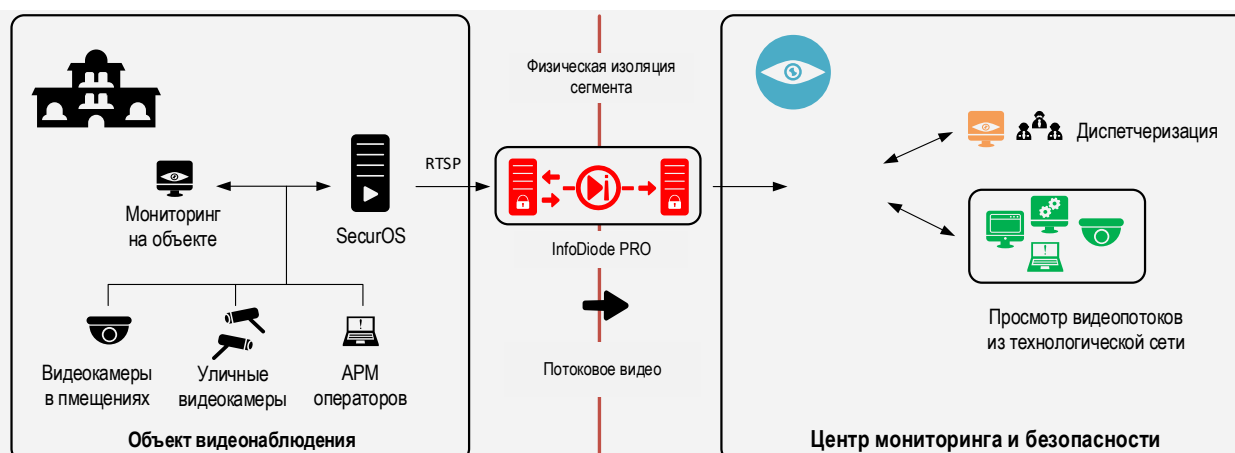 Мониторинг
на объекте
SecurOS
Видеокамеры
в пмещениях
Уличные
видеокамеры
АРМ
операторов
Объект видеонаблюдения
RTSP
Физическая изоляция
сегмента
InfoDiode PRO
Потоковое видео
Диспетчеризация
Просмотр видеопотоков
из технологической сети
Центр мониторинга и безопасности